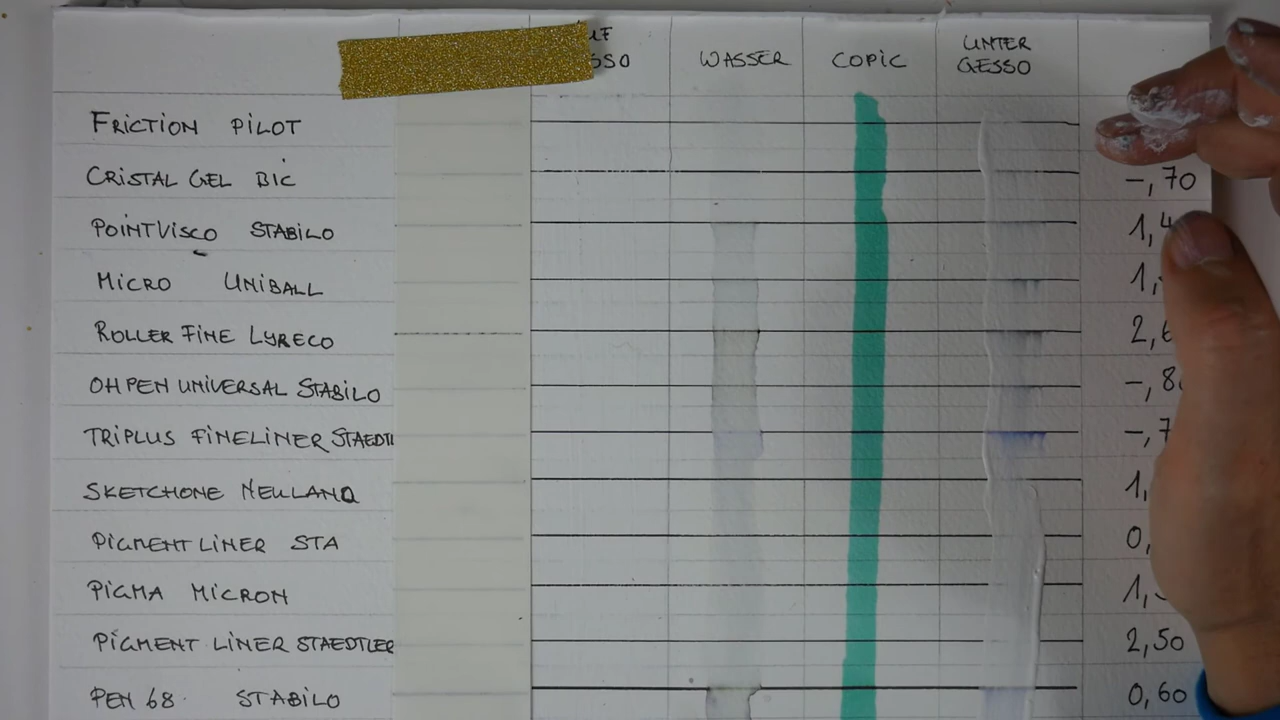 WASSER COPIC UNTER GESSO
FRICTION PILOT
CRISTAL GEL BIC -,70
POINTVISCO STABILO
MICRO UNIBALL
ROLLER FINE LYRECO
OHPEN UNIVERSAL STABILO
TRIPLUS FINELINER
SKETCHONE NEULAND
PIGMENT LINER STA
PIGMA MICRON
PIGMENT LINER STAEDTLER 2,50
PEN 68 STABILO 0,60